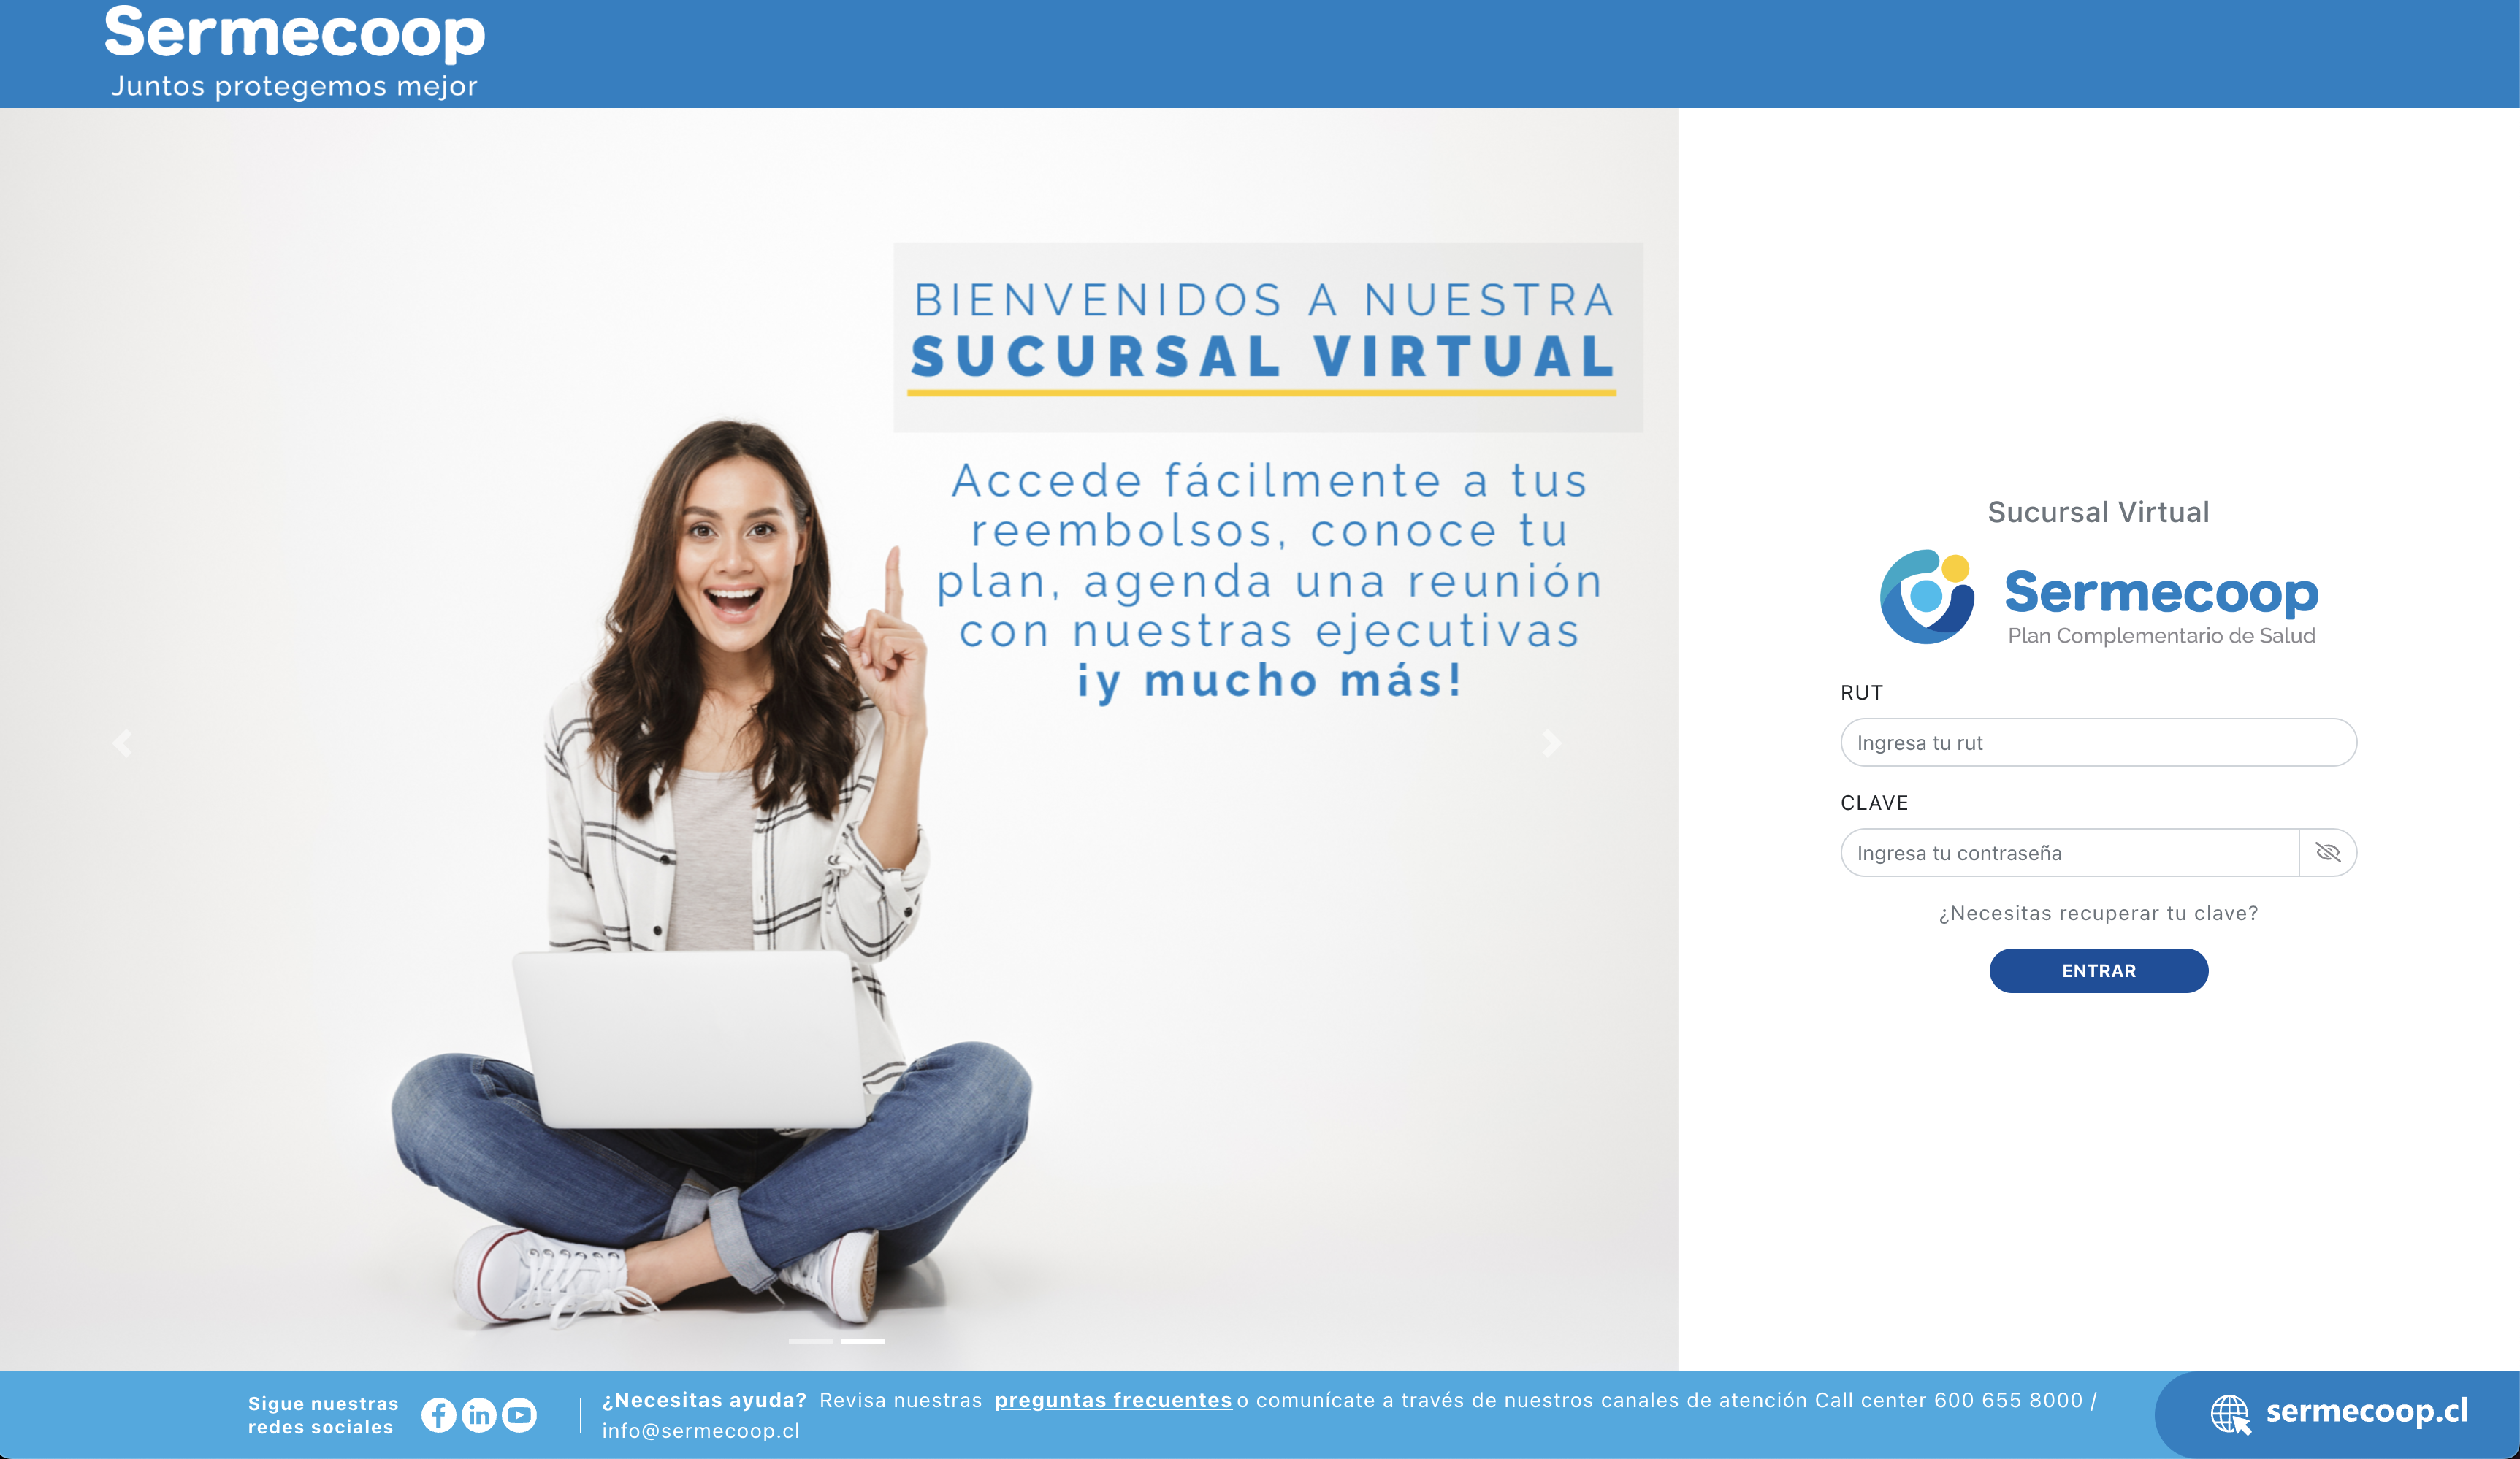 Sermecoop
Juntos protegemos mejor
BIENVENIDOS A NUESTRA
SUCURSAL VIRTUAL
Accede fácilmente a tus
reembolsos, conoce tu
plan, agenda una reunión
con nuestras ejecutivas
¡y mucho más!
Sucursal Virtual
Sermecoop
Plan Complementario de Salud
RUT
Ingresa tu rut
CLAVE
Ingresa tu contraseña
¿Necesitas recuperar tu clave?
ENTRAR
Sigue nuestras
redes sociales
¿Necesitas ayuda? Revisa nuestras preguntas frecuentes o comunícate a través de nuestros canales de atención Call center 600 655 8000 /
info@sermecoop.cl
sermecoop.cl